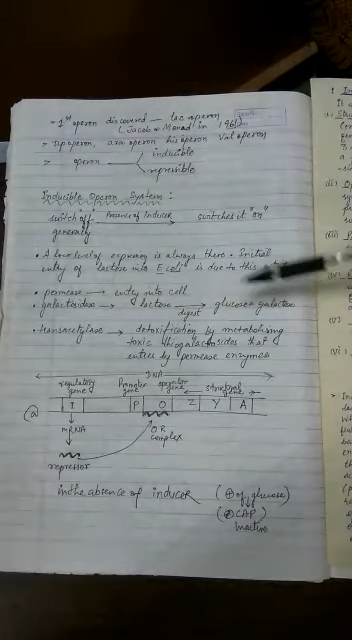 > 1st operon discovered — lac operon
(Jacob & Monad in 1961)
> trp operon, ara operon his operon Val operon
> operon inducible
repressible
Inducible Operon System:
switch off Presence of Inducer switches it "on"
generally
• A low level of expression is always there. Initial
entry of lactose into E. coli is due to this
• permease → entry into cell
• galactosidase → lactose → glucose + galactose
digest
• transacetylase → detoxification by metabolising
toxic thiogalactosides that
enters by permease enzymes
DNA
regulatory gene Promoter gene operator gene structural genes
(a) I P O Z Y A
mRNA OR complex
repressor
in the absence of inducer (+ of glucose)
CAP
inactive